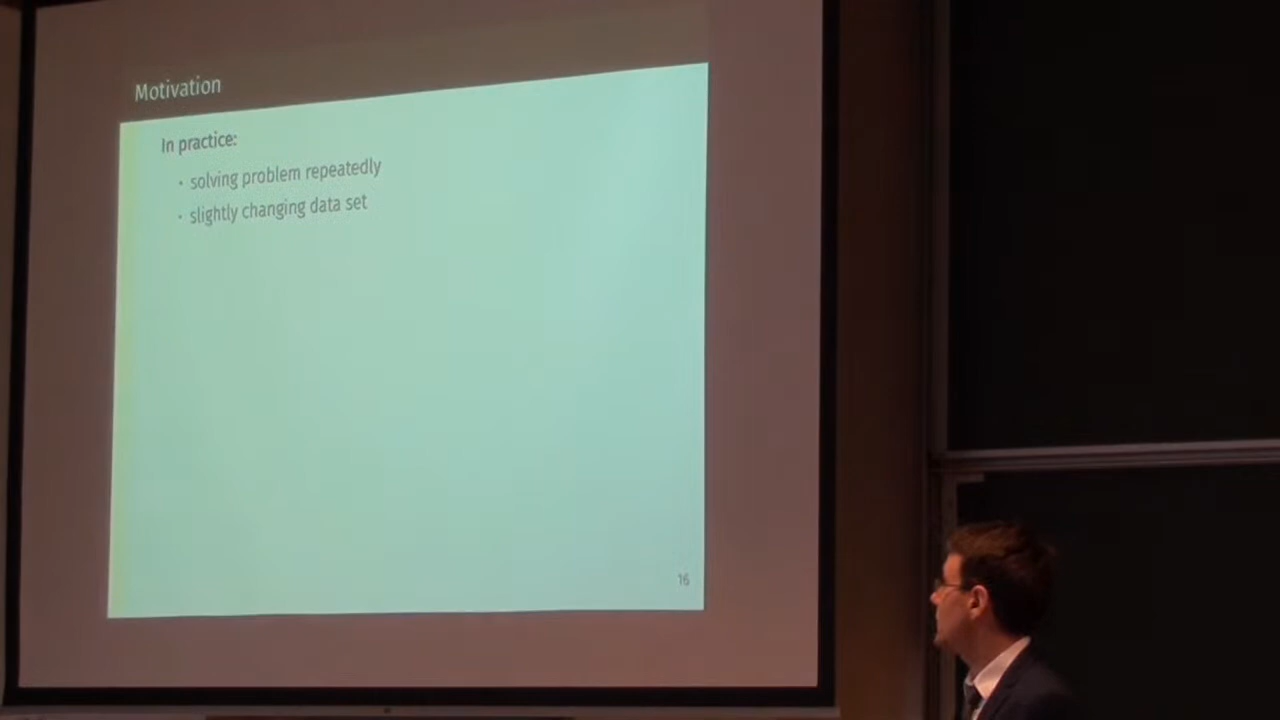 Motivation
In practice:
• solving problem repeatedly
• slightly changing data set
16